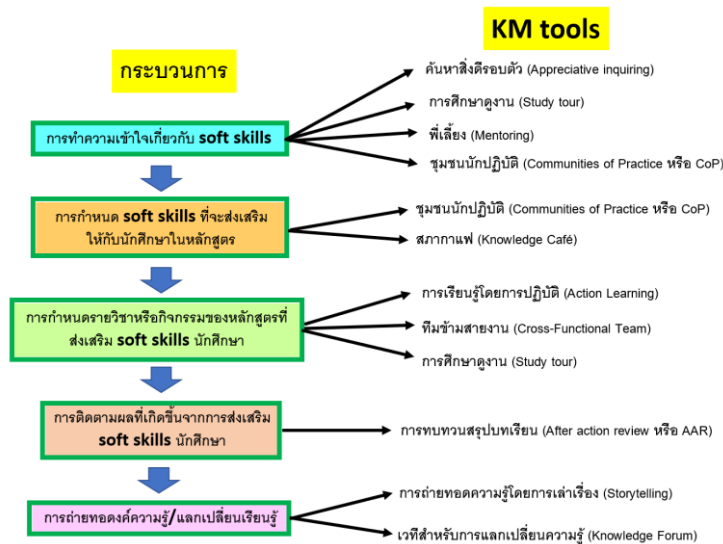 KM tools
กระบวนการ
การทำความเข้าใจเกี่ยวกับ soft skills
ค้นหาสิ่งดีรอบตัว (Appreciative inquiring)
การศึกษาดูงาน (Study tour)
พี่เลี้ยง (Mentoring)
ชุมชนนักปฏิบัติ (Communities of Practice หรือ CoP)
การกำหนด soft skills ที่จะส่งเสริม
ให้กับนักศึกษาในหลักสูตร
ชุมชนนักปฏิบัติ (Communities of Practice หรือ CoP)
สภากาแฟ (Knowledge Café)
การกำหนดรายวิชาหรือกิจกรรมของหลักสูตรที่
ส่งเสริม soft skills นักศึกษา
การเรียนรู้โดยการปฏิบัติ (Action Learning)
ทีมข้ามสายงาน (Cross-Functional Team)
การศึกษาดูงาน (Study tour)
การติดตามผลที่เกิดขึ้นจากการส่งเสริม
soft skills นักศึกษา
การทบทวนสรุปบทเรียน (After action review หรือ AAR)
การถ่ายทอดองค์ความรู้/แลกเปลี่ยนเรียนรู้
การถ่ายทอดความรู้โดยการเล่าเรื่อง (Storytelling)
เวทีสำหรับการแลกเปลี่ยนความรู้ (Knowledge Forum)